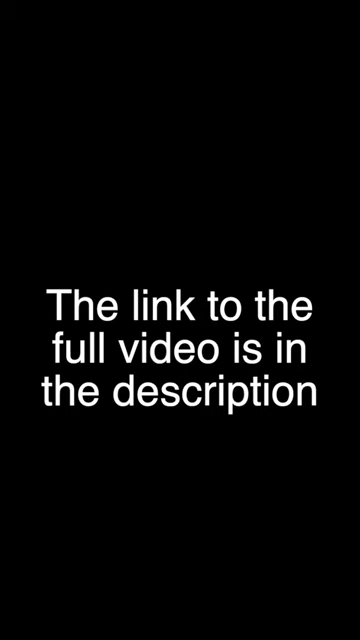 The link to the
full video is in
the description